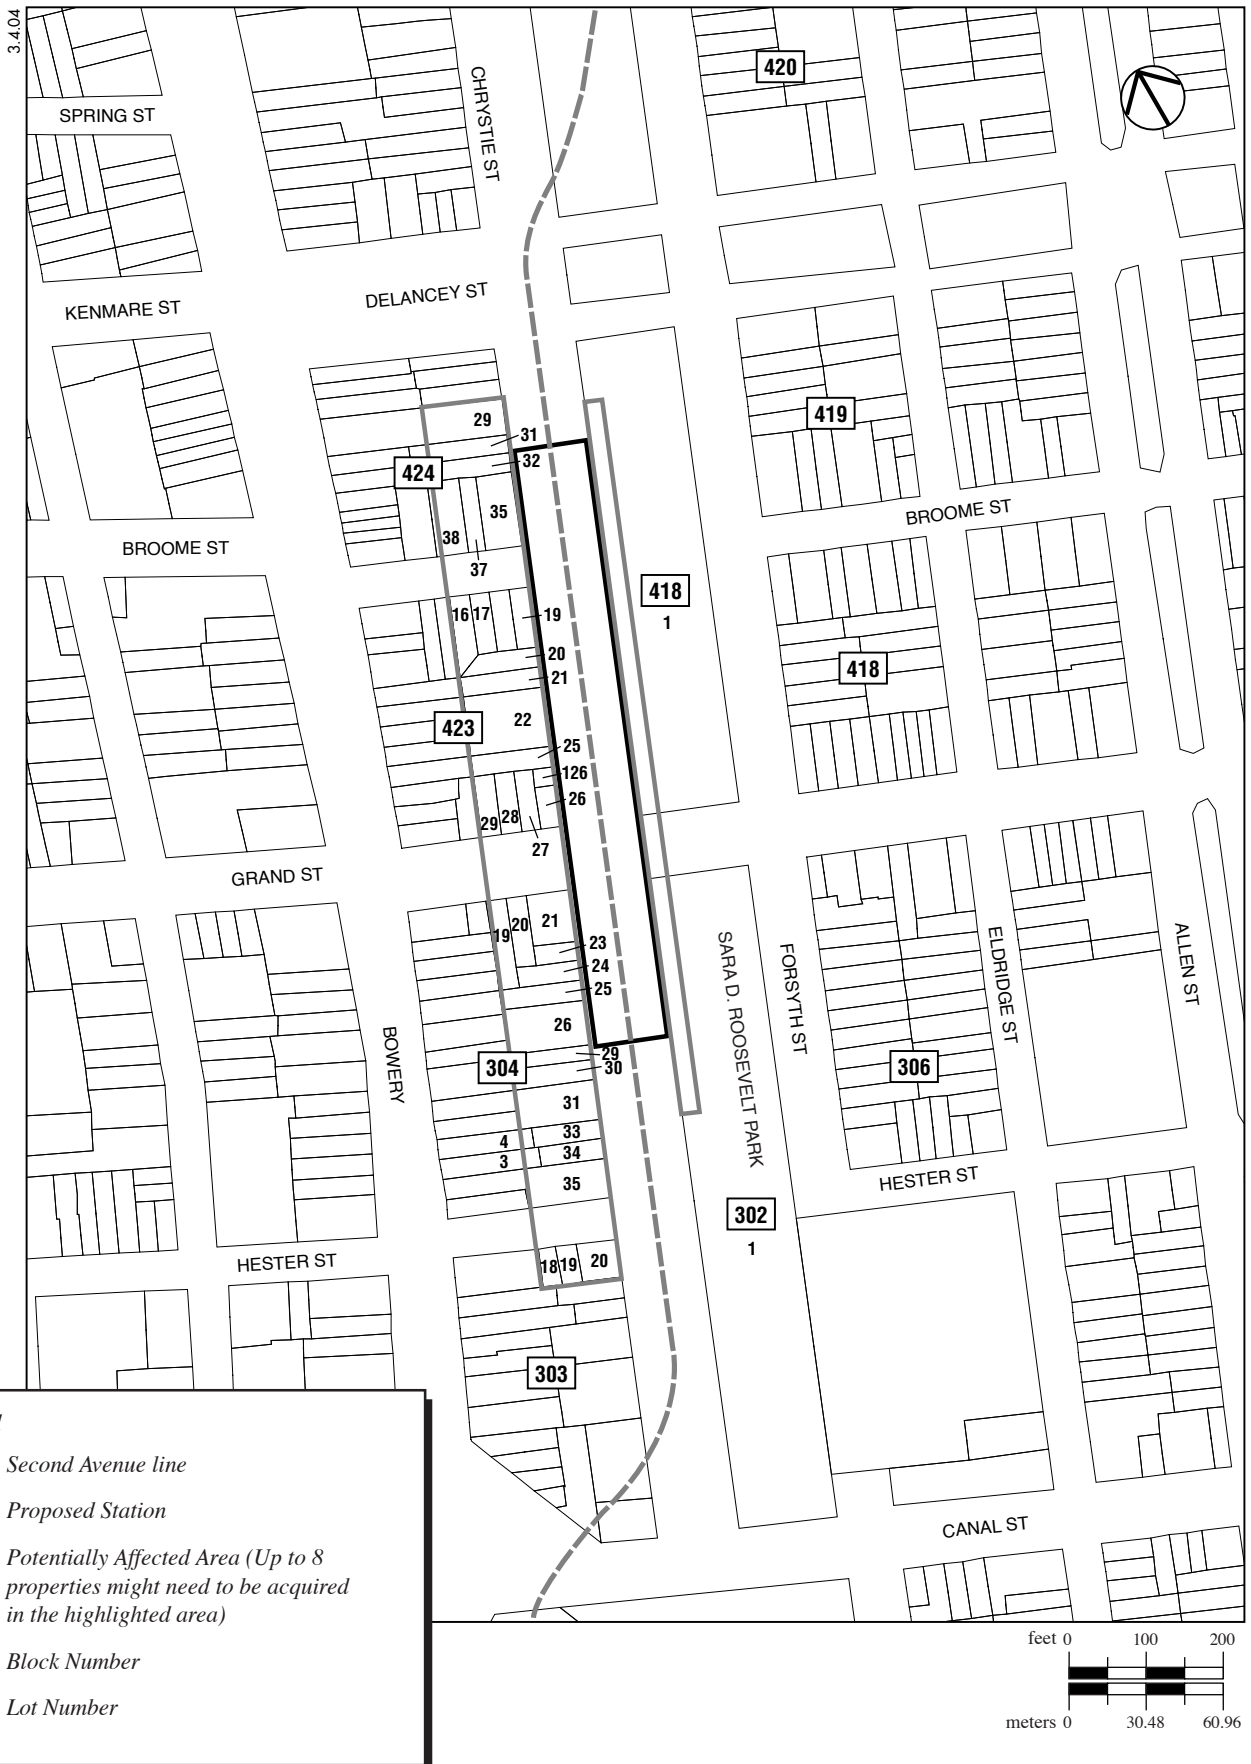 3.4.04
SPRING ST
CHRYSTIE ST
420
KENMARE ST
DELANCEY ST
29
31
32
424
35
38
37
419
BROOME ST
BROOME ST
418
1
16
17
19
20
21
22
423
418
25
126
26
29
28
27
GRAND ST
19
20
21
23
24
25
26
BOWERY
304
29
30
31
33
4
34
3
35
SARA D. ROOSEVELT PARK
FORSYTH ST
ELDRIDGE ST
ALLEN ST
306
HESTER ST
302
1
HESTER ST
18
19
20
303
CANAL ST
Second Avenue line
Proposed Station
Potentially Affected Area (Up to 8
properties might need to be acquired
in the highlighted area)
Block Number
Lot Number
feet 0 100 200
meters 0 30.48 60.96